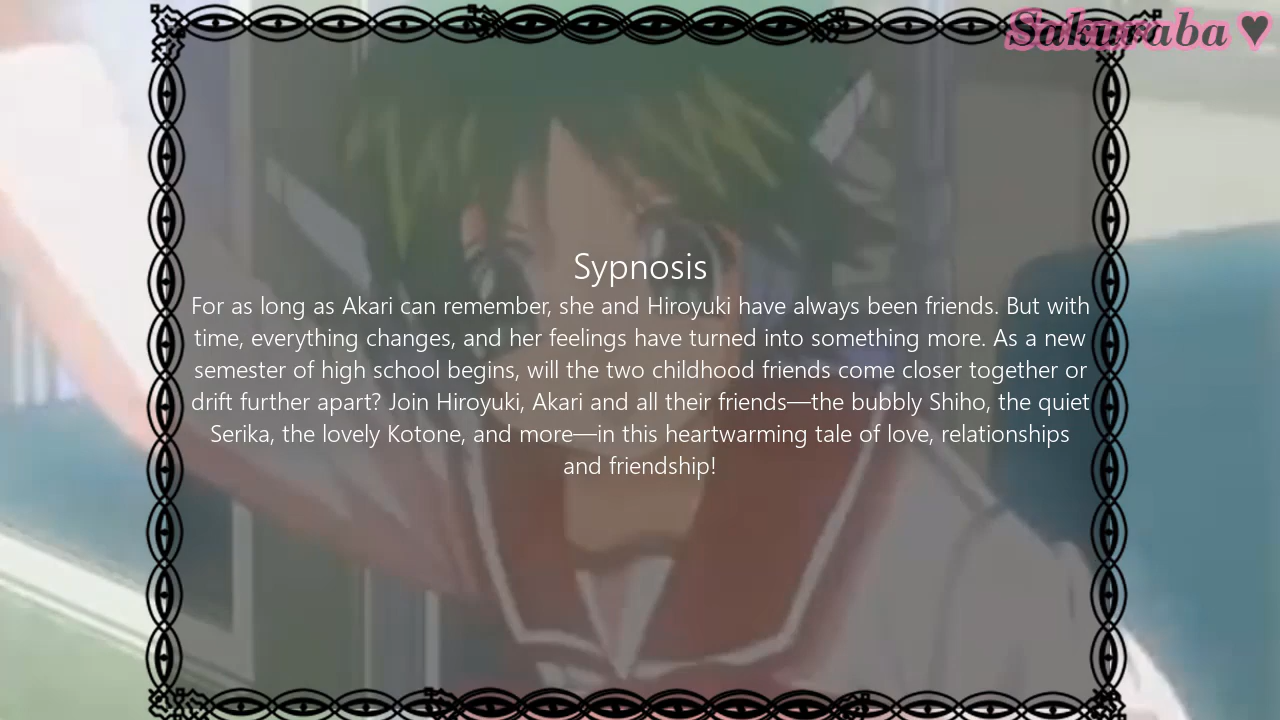 Sakuraba ♥
Sypnosis
For as long as Akari can remember, she and Hiroyuki have always been friends. But with
time, everything changes, and her feelings have turned into something more. As a new
semester of high school begins, will the two childhood friends come closer together or
drift further apart? Join Hiroyuki, Akari and all their friends—the bubbly Shiho, the quiet
Serika, the lovely Kotone, and more—in this heartwarming tale of love, relationships
and friendship!